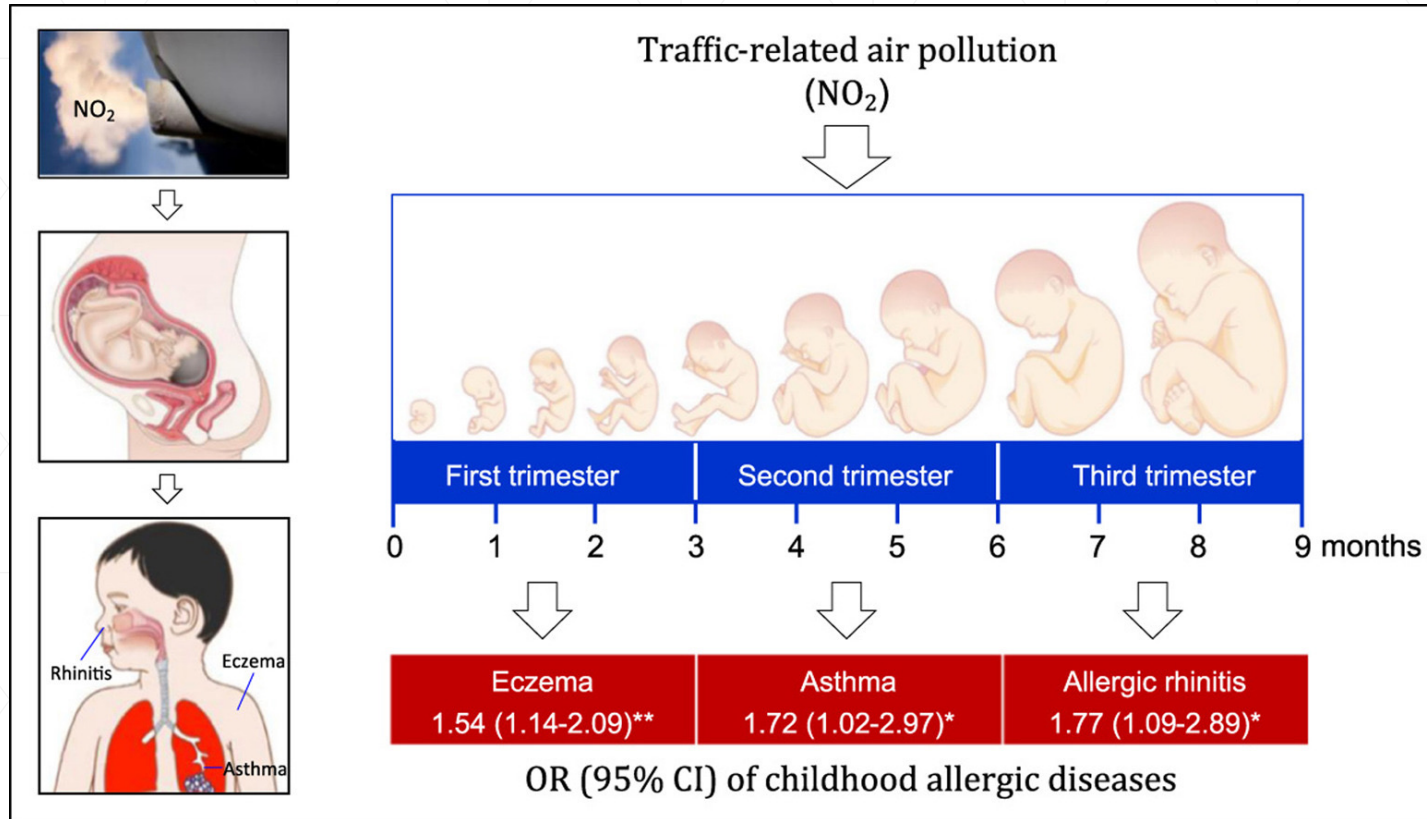 NO₂
Rhinitis
Eczema
Asthma
Traffic-related air pollution
(NO₂)
First trimester
Second trimester
Third trimester
0 1 2 3 4 5 6 7 8 9 months
Eczema
1.54 (1.14-2.09)**
Asthma
1.72 (1.02-2.97)*
Allergic rhinitis
1.77 (1.09-2.89)*
OR (95% CI) of childhood allergic diseases